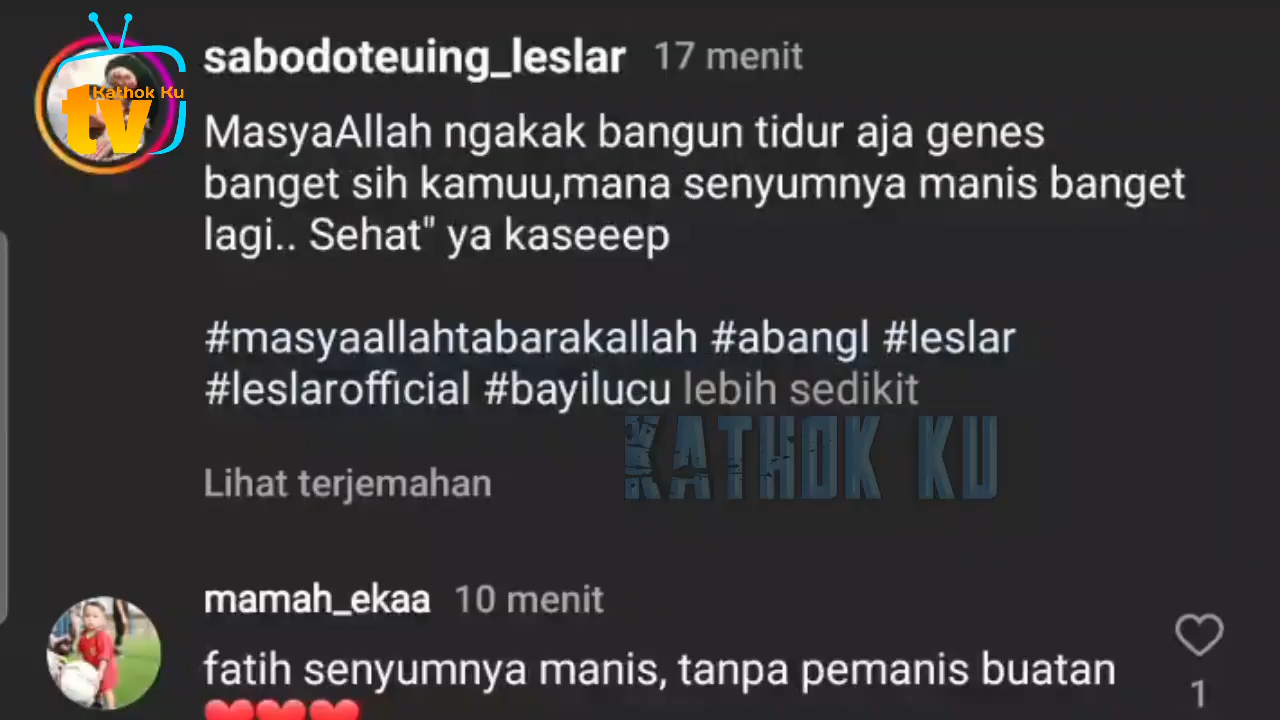 Kathok Ku
tv
sabodoteuing_leslar 17 menit
MasyaAllah ngakak bangun tidur aja genes
banget sih kamuu,mana senyumnya manis banget
lagi.. Sehat" ya kaseeep
#masyaallahtabarakallah #abangl #leslar
#leslarofficial #bayilucu lebih sedikit
KATHOK KU
Lihat terjemahan
mamah_ekaa 10 menit
fatih senyumnya manis, tanpa pemanis buatan
❤️❤️❤️
1